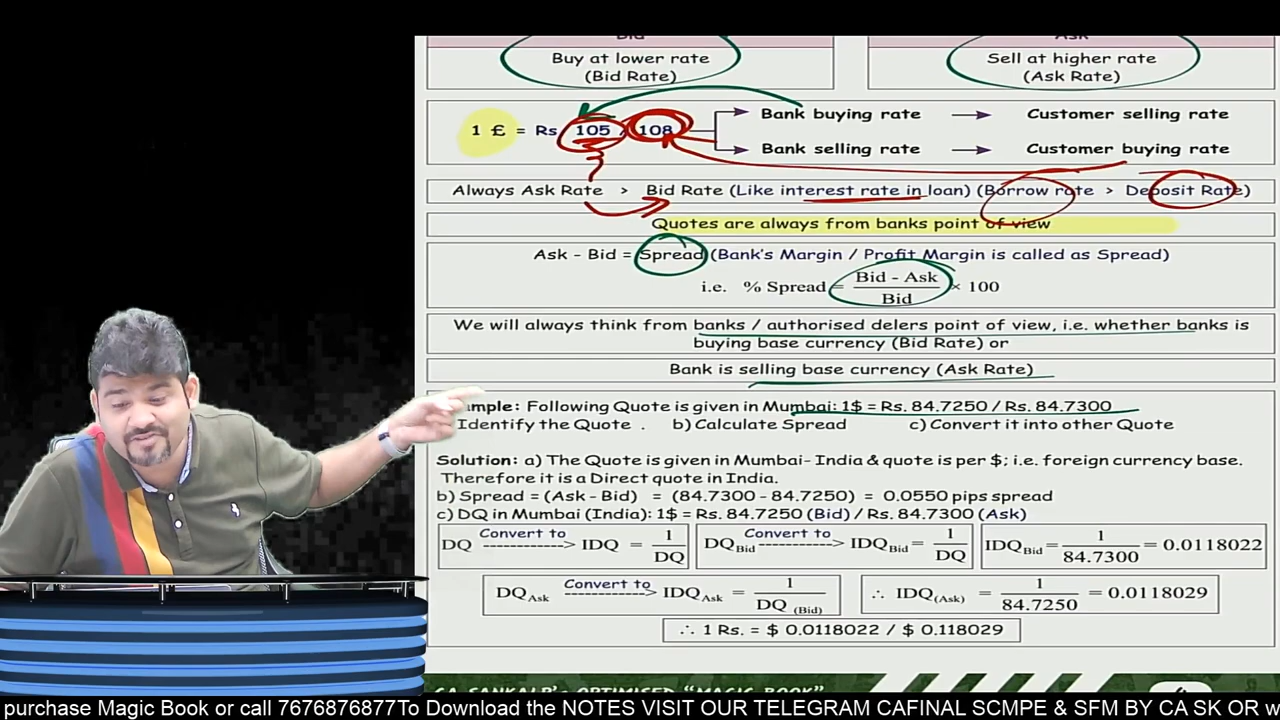 Bid
Ask
Buy at lower rate
(Bid Rate)
Sell at higher rate
(Ask Rate)
1 £ = Rs 105 / 108
Bank buying rate
Customer selling rate
Bank selling rate
Customer buying rate
Always Ask Rate > Bid Rate (Like interest rate in loan) (Borrow rate > Deposit Rate)
Quotes are always from banks point of view
Ask - Bid = Spread (Bank's Margin / Profit Margin is called as Spread)
i.e. % Spread = Bid - Ask / Bid × 100
We will always think from banks / authorised delers point of view, i.e. whether banks is
buying base currency (Bid Rate) or
Bank is selling base currency (Ask Rate)
mple: Following Quote is given in Mumbai: 1$ = Rs. 84.7250 / Rs. 84.7300
Identify the Quote . b) Calculate Spread c) Convert it into other Quote
Solution: a) The Quote is given in Mumbai- India & quote is per $; i.e. foreign currency base.
Therefore it is a Direct quote in India.
b) Spread = (Ask - Bid) = (84.7300 - 84.7250) = 0.0550 pips spread
c) DQ in Mumbai (India): 1$ = Rs. 84.7250 (Bid) / Rs. 84.7300 (Ask)
DQ Convert to IDQ = 1 / DQ
DQBid Convert to IDQBid = 1 / DQ
IDQBid = 1 / 84.7300 = 0.0118022
DQAsk Convert to IDQAsk = 1 / DQ (Bid)
∴ IDQ(Ask) = 1 / 84.7250 = 0.0118029
∴ 1 Rs. = $ 0.0118022 / $ 0.118029
CA SANKALP's OPTIMISED "MAGIC BOOK"
purchase Magic Book or call 7676876877To Download the NOTES VISIT OUR TELEGRAM CAFINAL SCMPE & SFM BY CA SK OR w